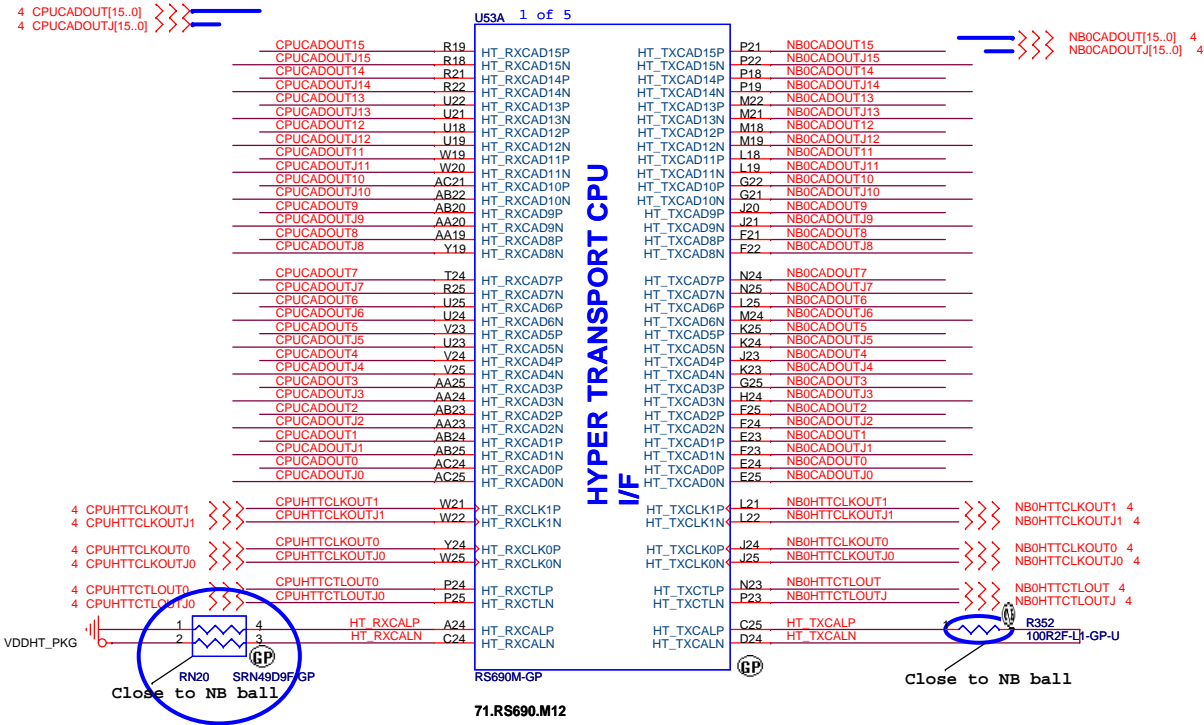 4 CPUCADOUT[15..0]
4 CPUCADOUTJ[15..0]
U53A 1 of 5
NB0CADOUT[15..0] 4
NB0CADOUTJ[15..0] 4
CPUCADOUT15 R19 HT_RXCAD15P HT_TXCAD15P P21 NB0CADOUT15
CPUCADOUTJ15 R18 HT_RXCAD15N HT_TXCAD15N P22 NB0CADOUTJ15
CPUCADOUT14 R21 HT_RXCAD14P HT_TXCAD14P P18 NB0CADOUT14
CPUCADOUTJ14 R22 HT_RXCAD14N HT_TXCAD14N P19 NB0CADOUTJ14
CPUCADOUT13 U22 HT_RXCAD13P HT_TXCAD13P M22 NB0CADOUT13
CPUCADOUTJ13 U21 HT_RXCAD13N HT_TXCAD13N M21 NB0CADOUTJ13
CPUCADOUT12 U18 HT_RXCAD12P HT_TXCAD12P M18 NB0CADOUT12
CPUCADOUTJ12 U19 HT_RXCAD12N HT_TXCAD12N M19 NB0CADOUTJ12
CPUCADOUT11 W19 HT_RXCAD11P HT_TXCAD11P L18 NB0CADOUT11
CPUCADOUTJ11 W20 HT_RXCAD11N HT_TXCAD11N L19 NB0CADOUTJ11
CPUCADOUT10 AC21 HT_RXCAD10P HT_TXCAD10P G22 NB0CADOUT10
CPUCADOUTJ10 AB22 HT_RXCAD10N HT_TXCAD10N G21 NB0CADOUTJ10
CPUCADOUT9 AB20 HT_RXCAD9P HT_TXCAD9P J20 NB0CADOUT9
CPUCADOUTJ9 AA20 HT_RXCAD9N HT_TXCAD9N J21 NB0CADOUTJ9
CPUCADOUT8 AA19 HT_RXCAD8P HT_TXCAD8P F21 NB0CADOUT8
CPUCADOUTJ8 Y19 HT_RXCAD8N HT_TXCAD8N F22 NB0CADOUTJ8
CPUCADOUT7 T24 HT_RXCAD7P HT_TXCAD7P N24 NB0CADOUT7
CPUCADOUTJ7 R25 HT_RXCAD7N HT_TXCAD7N N25 NB0CADOUTJ7
CPUCADOUT6 U25 HT_RXCAD6P HT_TXCAD6P L25 NB0CADOUT6
CPUCADOUTJ6 U24 HT_RXCAD6N HT_TXCAD6N M24 NB0CADOUTJ6
CPUCADOUT5 V23 HT_RXCAD5P HT_TXCAD5P K25 NB0CADOUT5
CPUCADOUTJ5 U23 HT_RXCAD5N HT_TXCAD5N K24 NB0CADOUTJ5
CPUCADOUT4 V24 HT_RXCAD4P HT_TXCAD4P J23 NB0CADOUT4
CPUCADOUTJ4 V25 HT_RXCAD4N HT_TXCAD4N K23 NB0CADOUTJ4
CPUCADOUT3 AA25 HT_RXCAD3P HT_TXCAD3P G25 NB0CADOUT3
CPUCADOUTJ3 AA24 HT_RXCAD3N HT_TXCAD3N H24 NB0CADOUTJ3
CPUCADOUT2 AB23 HT_RXCAD2P HT_TXCAD2P F25 NB0CADOUT2
CPUCADOUTJ2 AA23 HT_RXCAD2N HT_TXCAD2N F24 NB0CADOUTJ2
CPUCADOUT1 AB24 HT_RXCAD1P HT_TXCAD1P E23 NB0CADOUT1
CPUCADOUTJ1 AB25 HT_RXCAD1N HT_TXCAD1N F23 NB0CADOUTJ1
CPUCADOUT0 AC24 HT_RXCAD0P HT_TXCAD0P E24 NB0CADOUT0
CPUCADOUTJ0 AC25 HT_RXCAD0N HT_TXCAD0N E25 NB0CADOUTJ0
HYPER TRANSPORT CPU
I/F
4 CPUHTTCLKOUT1 CPUHTTCLKOUT1 W21 HT_RXCLK1P HT_TXCLK1P L21 NB0HTTCLKOUT1 NB0HTTCLKOUT1 4
4 CPUHTTCLKOUTJ1 CPUHTTCLKOUTJ1 W22 HT_RXCLK1N HT_TXCLK1N L22 NB0HTTCLKOUTJ1 NB0HTTCLKOUTJ1 4
4 CPUHTTCLKOUT0 CPUHTTCLKOUT0 Y24 HT_RXCLK0P HT_TXCLK0P J24 NB0HTTCLKOUT0 NB0HTTCLKOUT0 4
4 CPUHTTCLKOUTJ0 CPUHTTCLKOUTJ0 W25 HT_RXCLK0N HT_TXCLK0N J25 NB0HTTCLKOUTJ0 NB0HTTCLKOUTJ0 4
4 CPUHTTCTLOUT0 CPUHTTCTLOUT0 P24 HT_RXCTLP HT_TXCTLP N23 NB0HTTCTLOUT NB0HTTCTLOUT 4
4 CPUHTTCTLOUTJ0 CPUHTTCTLOUTJ0 P25 HT_RXCTLN HT_TXCTLN P23 NB0HTTCTLOUTJ NB0HTTCTLOUTJ 4
1 4 HT_RXCALP A24 HT_RXCALP HT_TXCALP C25 HT_TXCALP 1 2 R352
VDDHT_PKG 2 3 HT_RXCALN C24 HT_RXCALN HT_TXCALN D24 HT_TXCALN 100R2F-L1-GP-U
GP
GP
GP
RN20 SRN49D9F-GP
RS690M-GP
Close to NB ball
Close to NB ball
71.RS690.M12